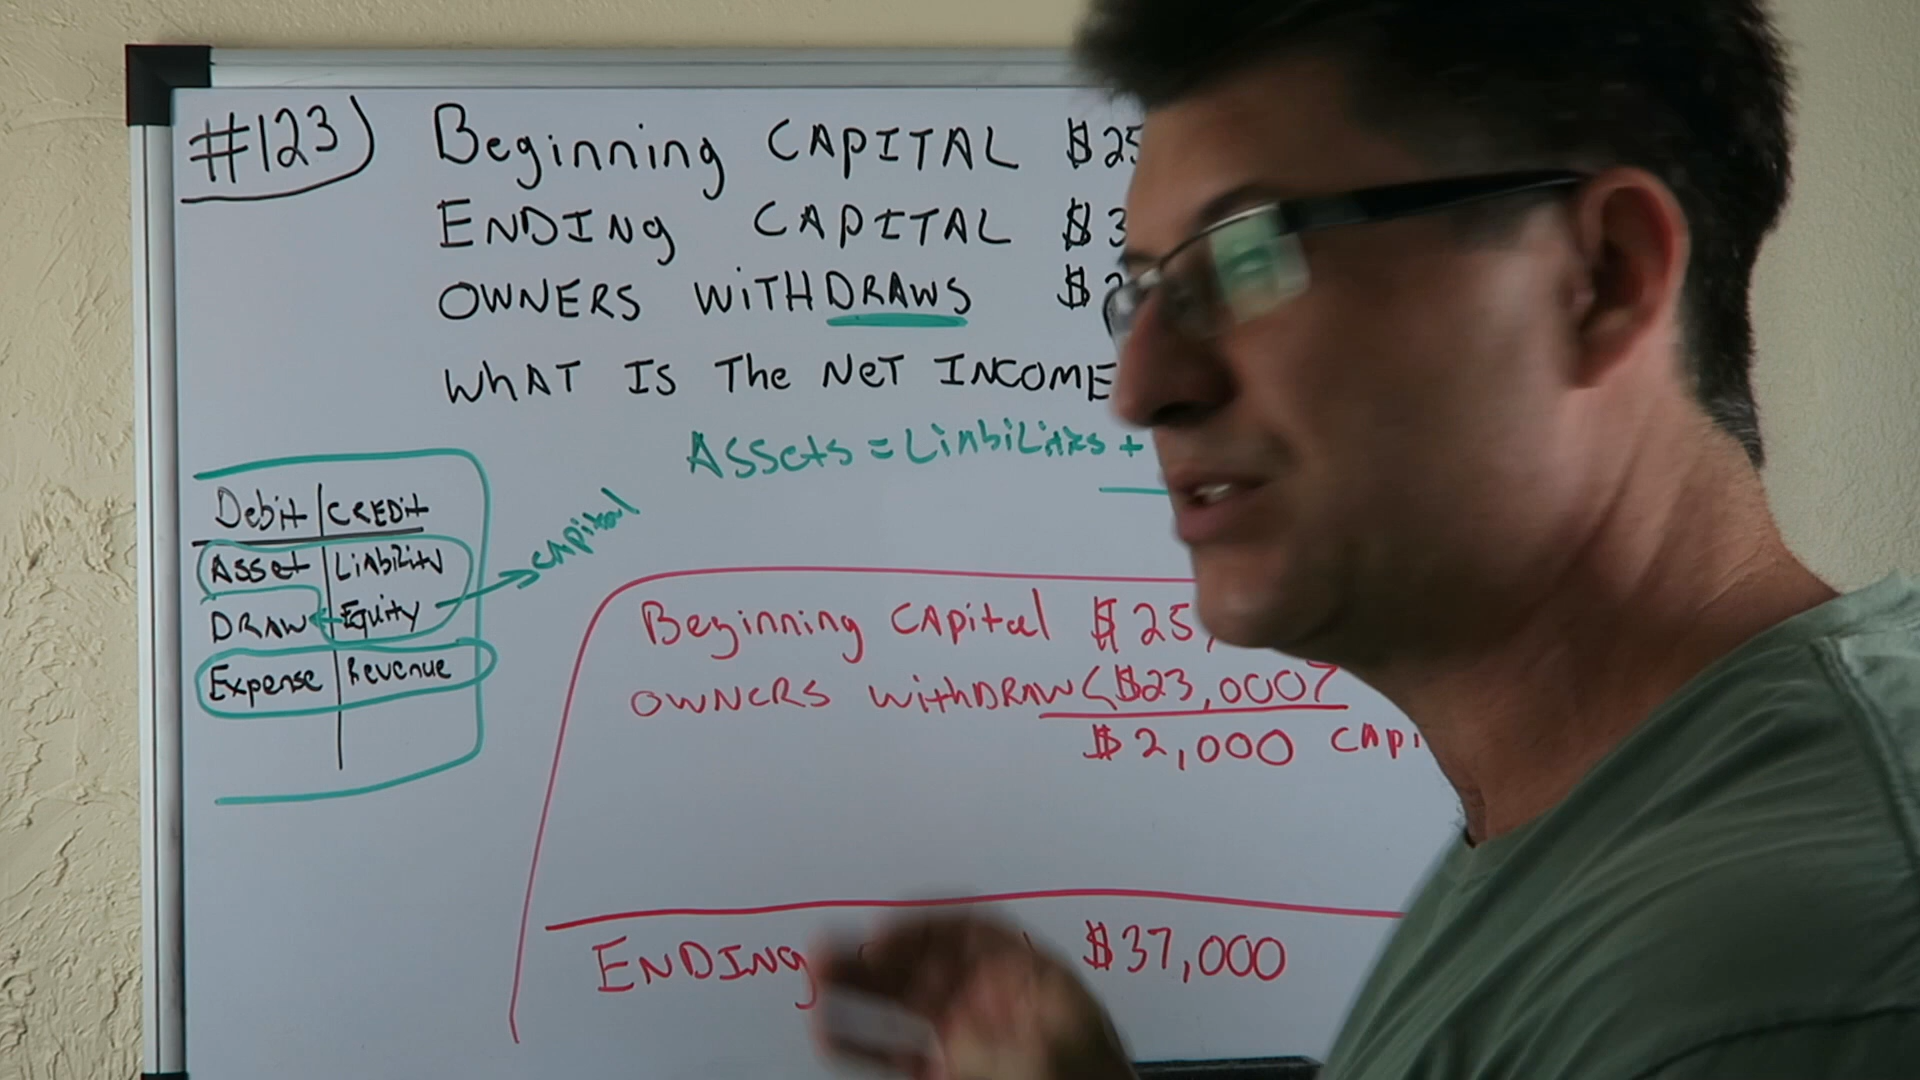 #123) Beginning CAPITAL $25
ENDING CAPITAL $3
OWNERS WITHDRAWS $2
WHAT IS The NET INCOME
Assets = Liabilities +
Debit CREDIT
Asset Liability
DRAW Equity
Expense Revenue
capital
Beginning Capital $25,
OWNERS withDRAW <$23,000>
$2,000 CAPI
ENDING $37,000